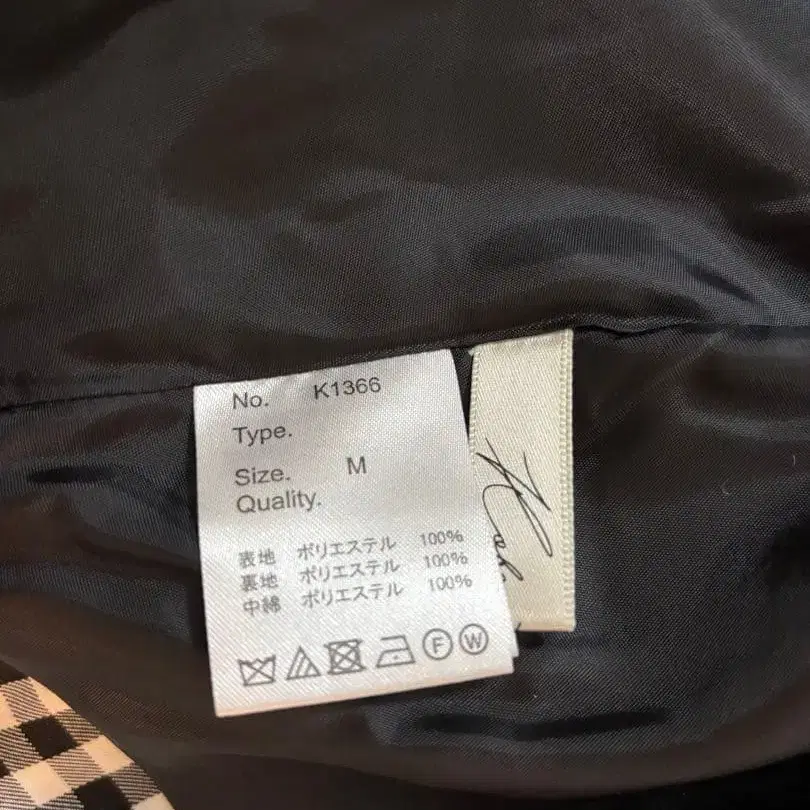 No. K1366
Type.
Size. M
Quality.
表地 ポリエステル 100%
裏地 ポリエステル 100%
中綿 ポリエステル 100%
F W